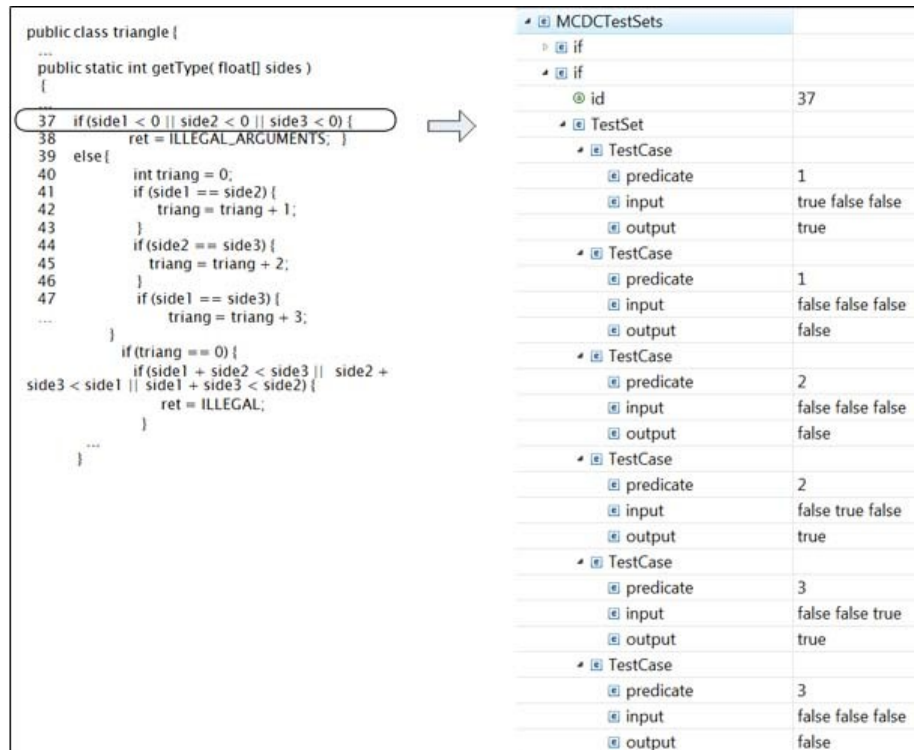 public class triangle {
...
public static int getType( float[] sides )
{
...
37 if (side1 < 0 || side2 < 0 || side3 < 0) {
38 ret = ILLEGAL_ARGUMENTS; }
39 else {
40 int triang = 0;
41 if (side1 == side2) {
42 triang = triang + 1;
43 }
44 if (side2 == side3) {
45 triang = triang + 2;
46 }
47 if (side1 == side3) {
... triang = triang + 3;
}
if (triang == 0) {
if (side1 + side2 < side3 || side2 +
side3 < side1 || side1 + side3 < side2) {
ret = ILLEGAL;
}
...
}
MCDCTestSets
if
if
id 37
TestSet
TestCase
predicate 1
input true false false
output true
TestCase
predicate 1
input false false false
output false
TestCase
predicate 2
input false false false
output false
TestCase
predicate 2
input false true false
output true
TestCase
predicate 3
input false false true
output true
TestCase
predicate 3
input false false false
output false